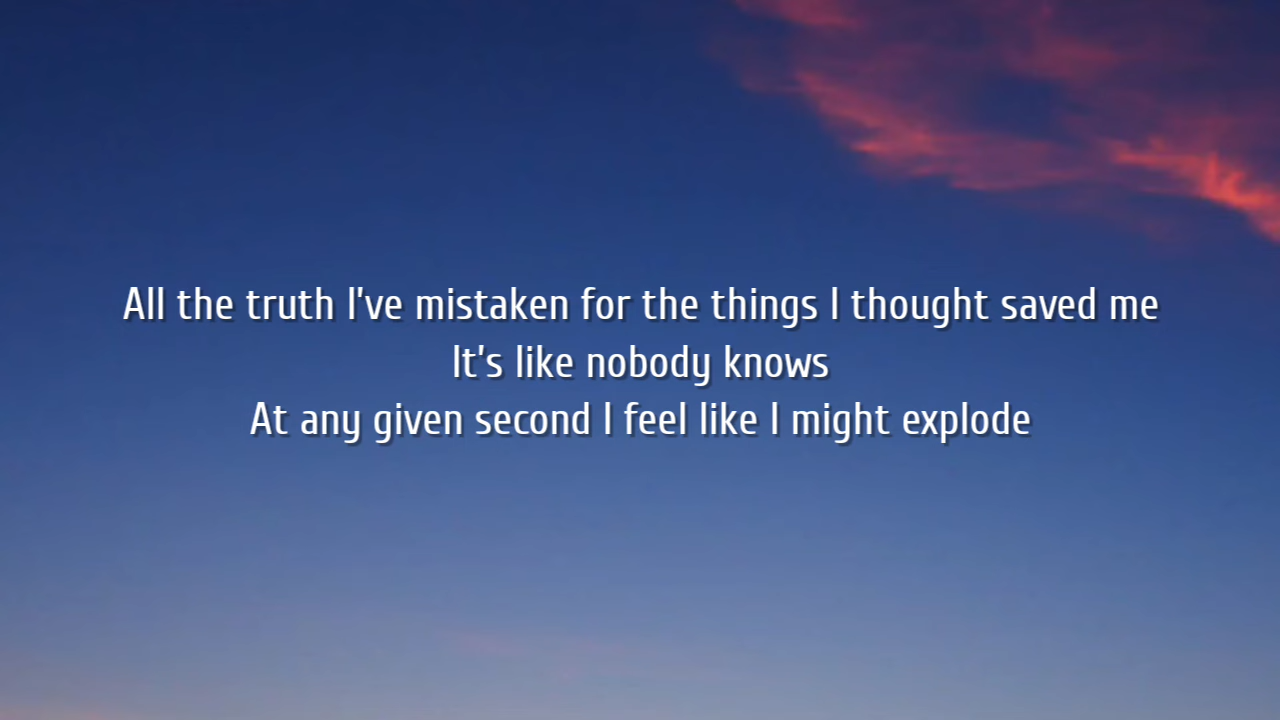 All the truth I've mistaken for the things I thought saved me
It's like nobody knows
At any given second I feel like I might explode